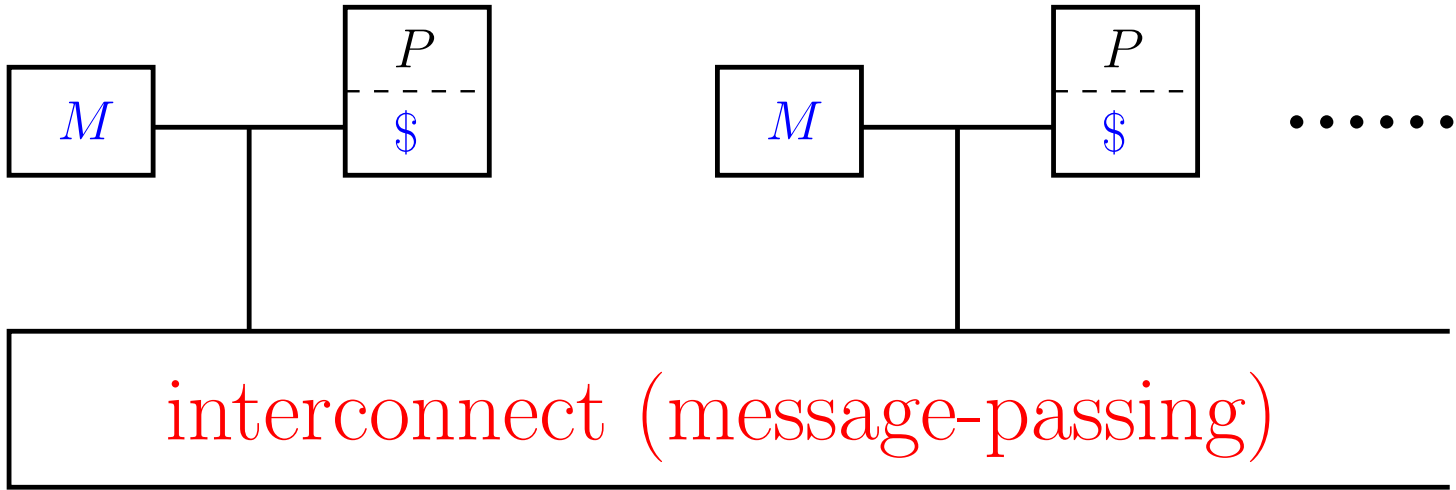 P P
M $ M $ ......
interconnect (message-passing)